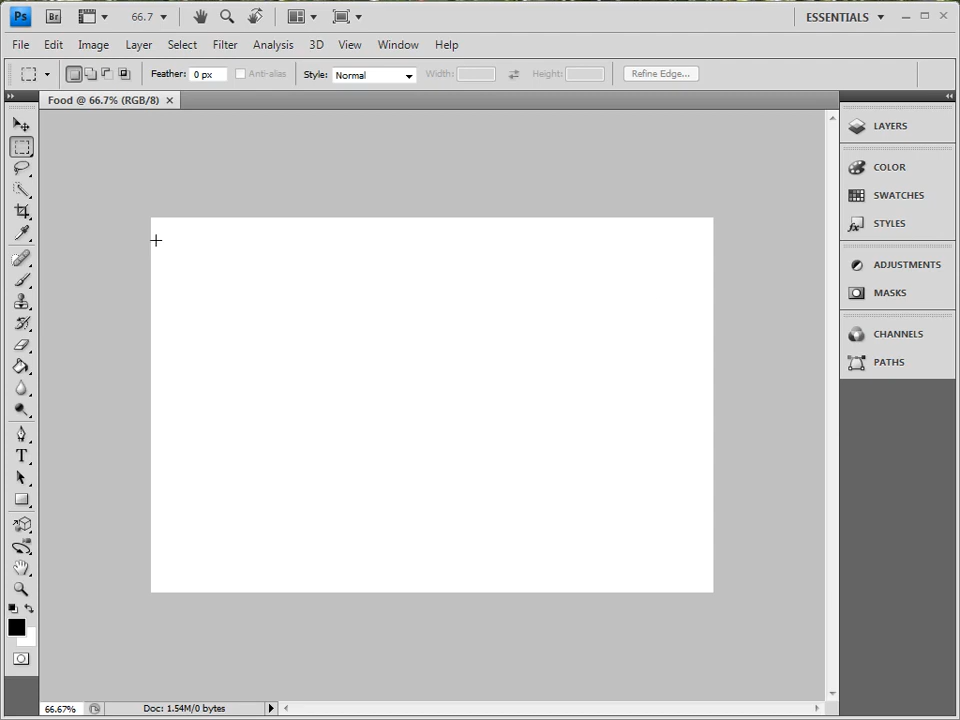 Ps Br 66.7 ESSENTIALS
File Edit Image Layer Select Filter Analysis 3D View Window Help
Feather: 0 px Anti-alias Style: Normal Width: Height: Refine Edge...
Food @ 66.7% (RGB/8)
LAYERS
COLOR
SWATCHES
STYLES
ADJUSTMENTS
MASKS
CHANNELS
PATHS
T
66.67% Doc: 1.54M/0 bytes